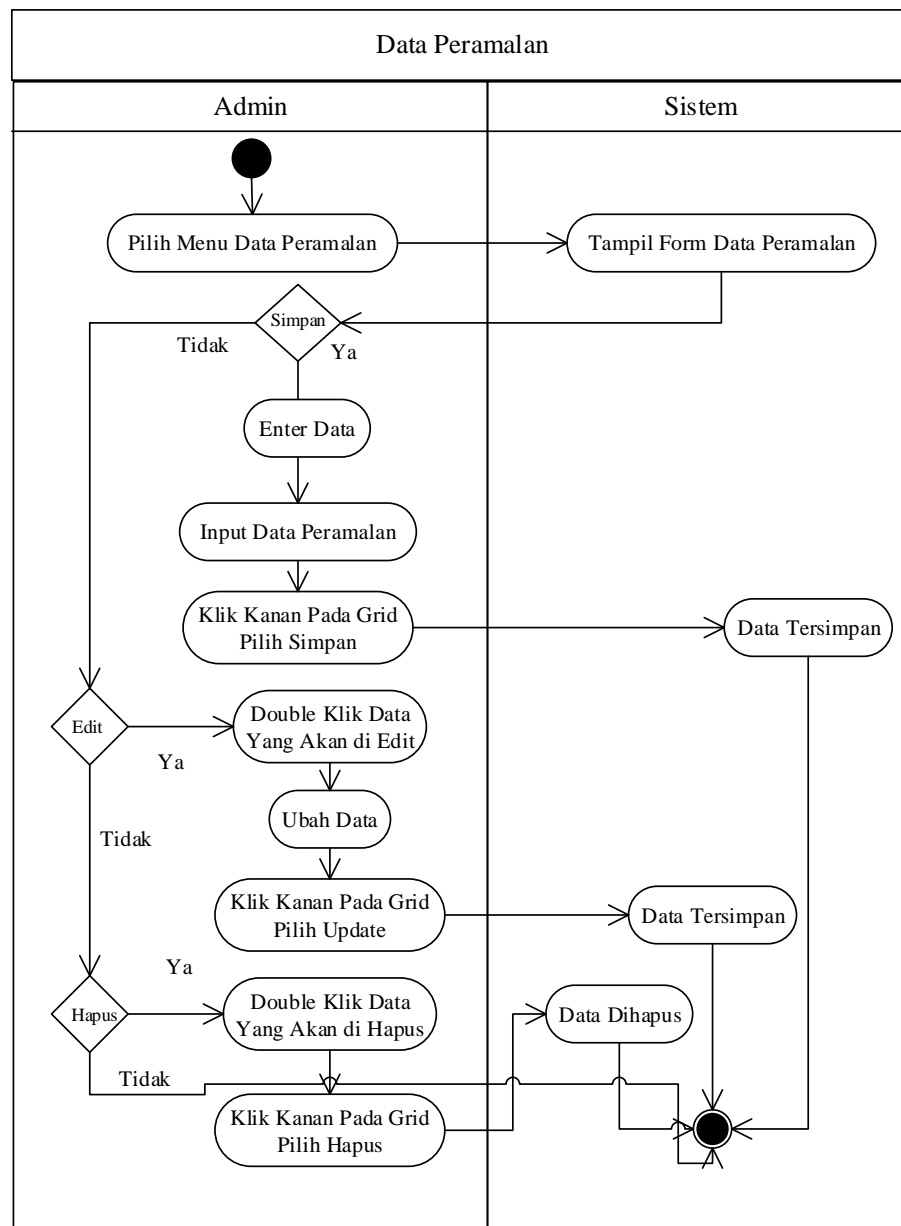 Data Peramalan
Admin
Sistem
Pilih Menu Data Peramalan
Tampil Form Data Peramalan
Simpan
Tidak
Ya
Enter Data
Input Data Peramalan
Klik Kanan Pada Grid
Pilih Simpan
Data Tersimpan
Edit
Ya
Double Klik Data
Yang Akan di Edit
Tidak
Ubah Data
Klik Kanan Pada Grid
Pilih Update
Data Tersimpan
Hapus
Ya
Double Klik Data
Yang Akan di Hapus
Data Dihapus
Tidak
Klik Kanan Pada Grid
Pilih Hapus